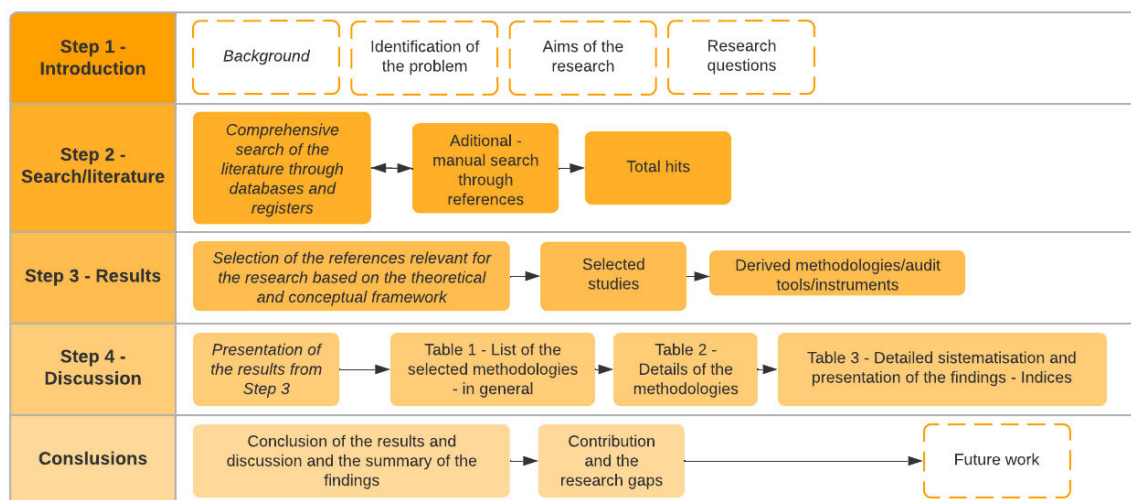 Step 1 -
Introduction
Background
Identification of
the problem
Aims of the
research
Research
questions
Step 2 -
Search/literature
Comprehensive
search of the
literature through
databases and
registers
Aditional -
manual search
through
references
Total hits
Step 3 - Results
Selection of the references relevant for
the research based on the theoretical
and conceptual framework
Selected
studies
Derived methodologies/audit
tools/instruments
Step 4 -
Discussion
Presentation of
the results from
Step 3
Table 1 - List of the
selected methodologies
- in general
Table 2 -
Details of the
methodologies
Table 3 - Detailed sistematisation and
presentation of the findings - Indices
Conslusions
Conclusion of the results and
discussion and the summary of the
findings
Contribution
and the
research gaps
Future work